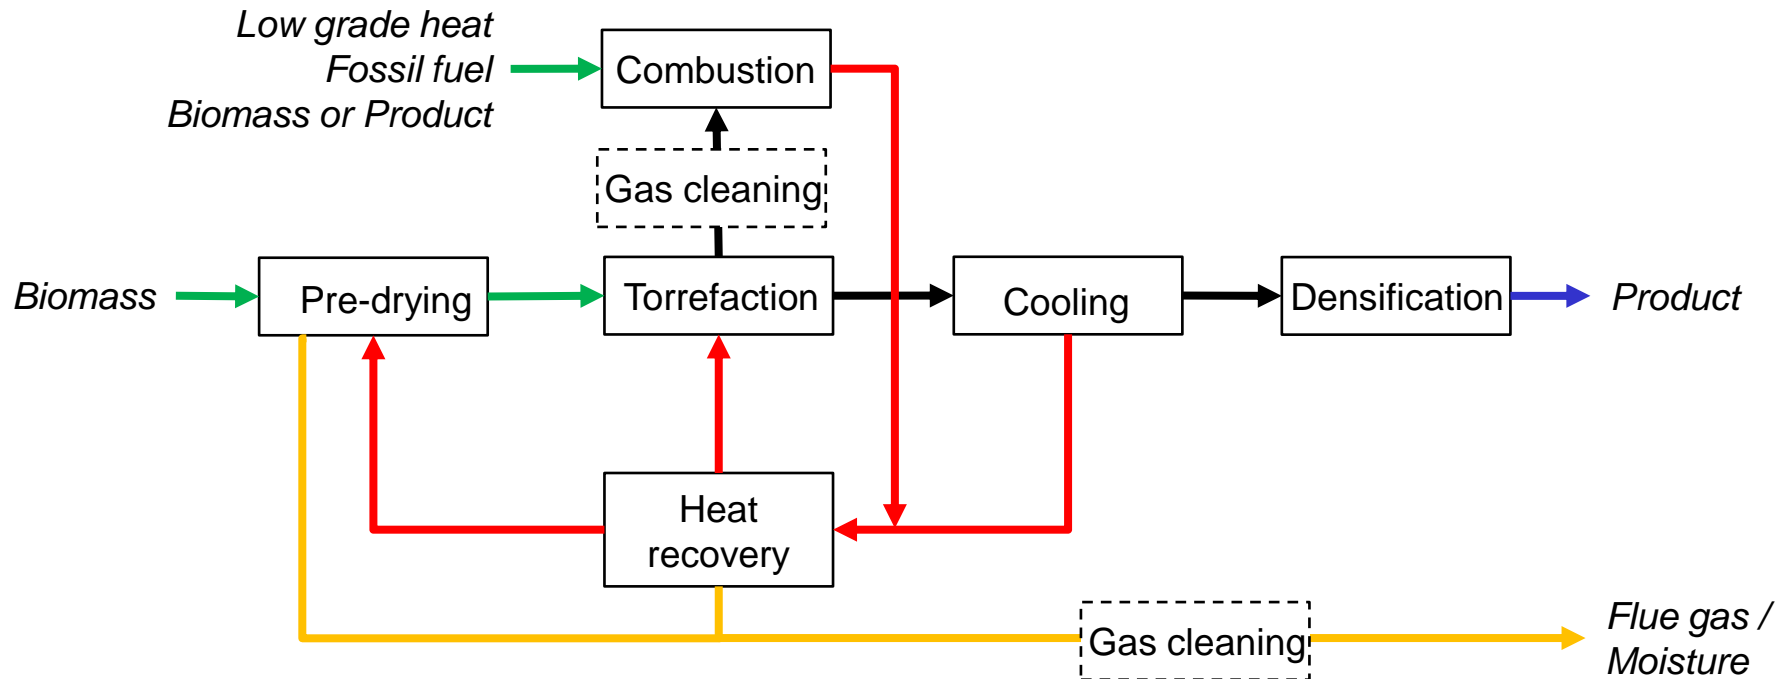 Low grade heat
Fossil fuel
Biomass or Product
Combustion
Gas cleaning
Biomass
Pre-drying
Torrefaction
Cooling
Densification
Product
Heat
recovery
Gas cleaning
Flue gas /
Moisture